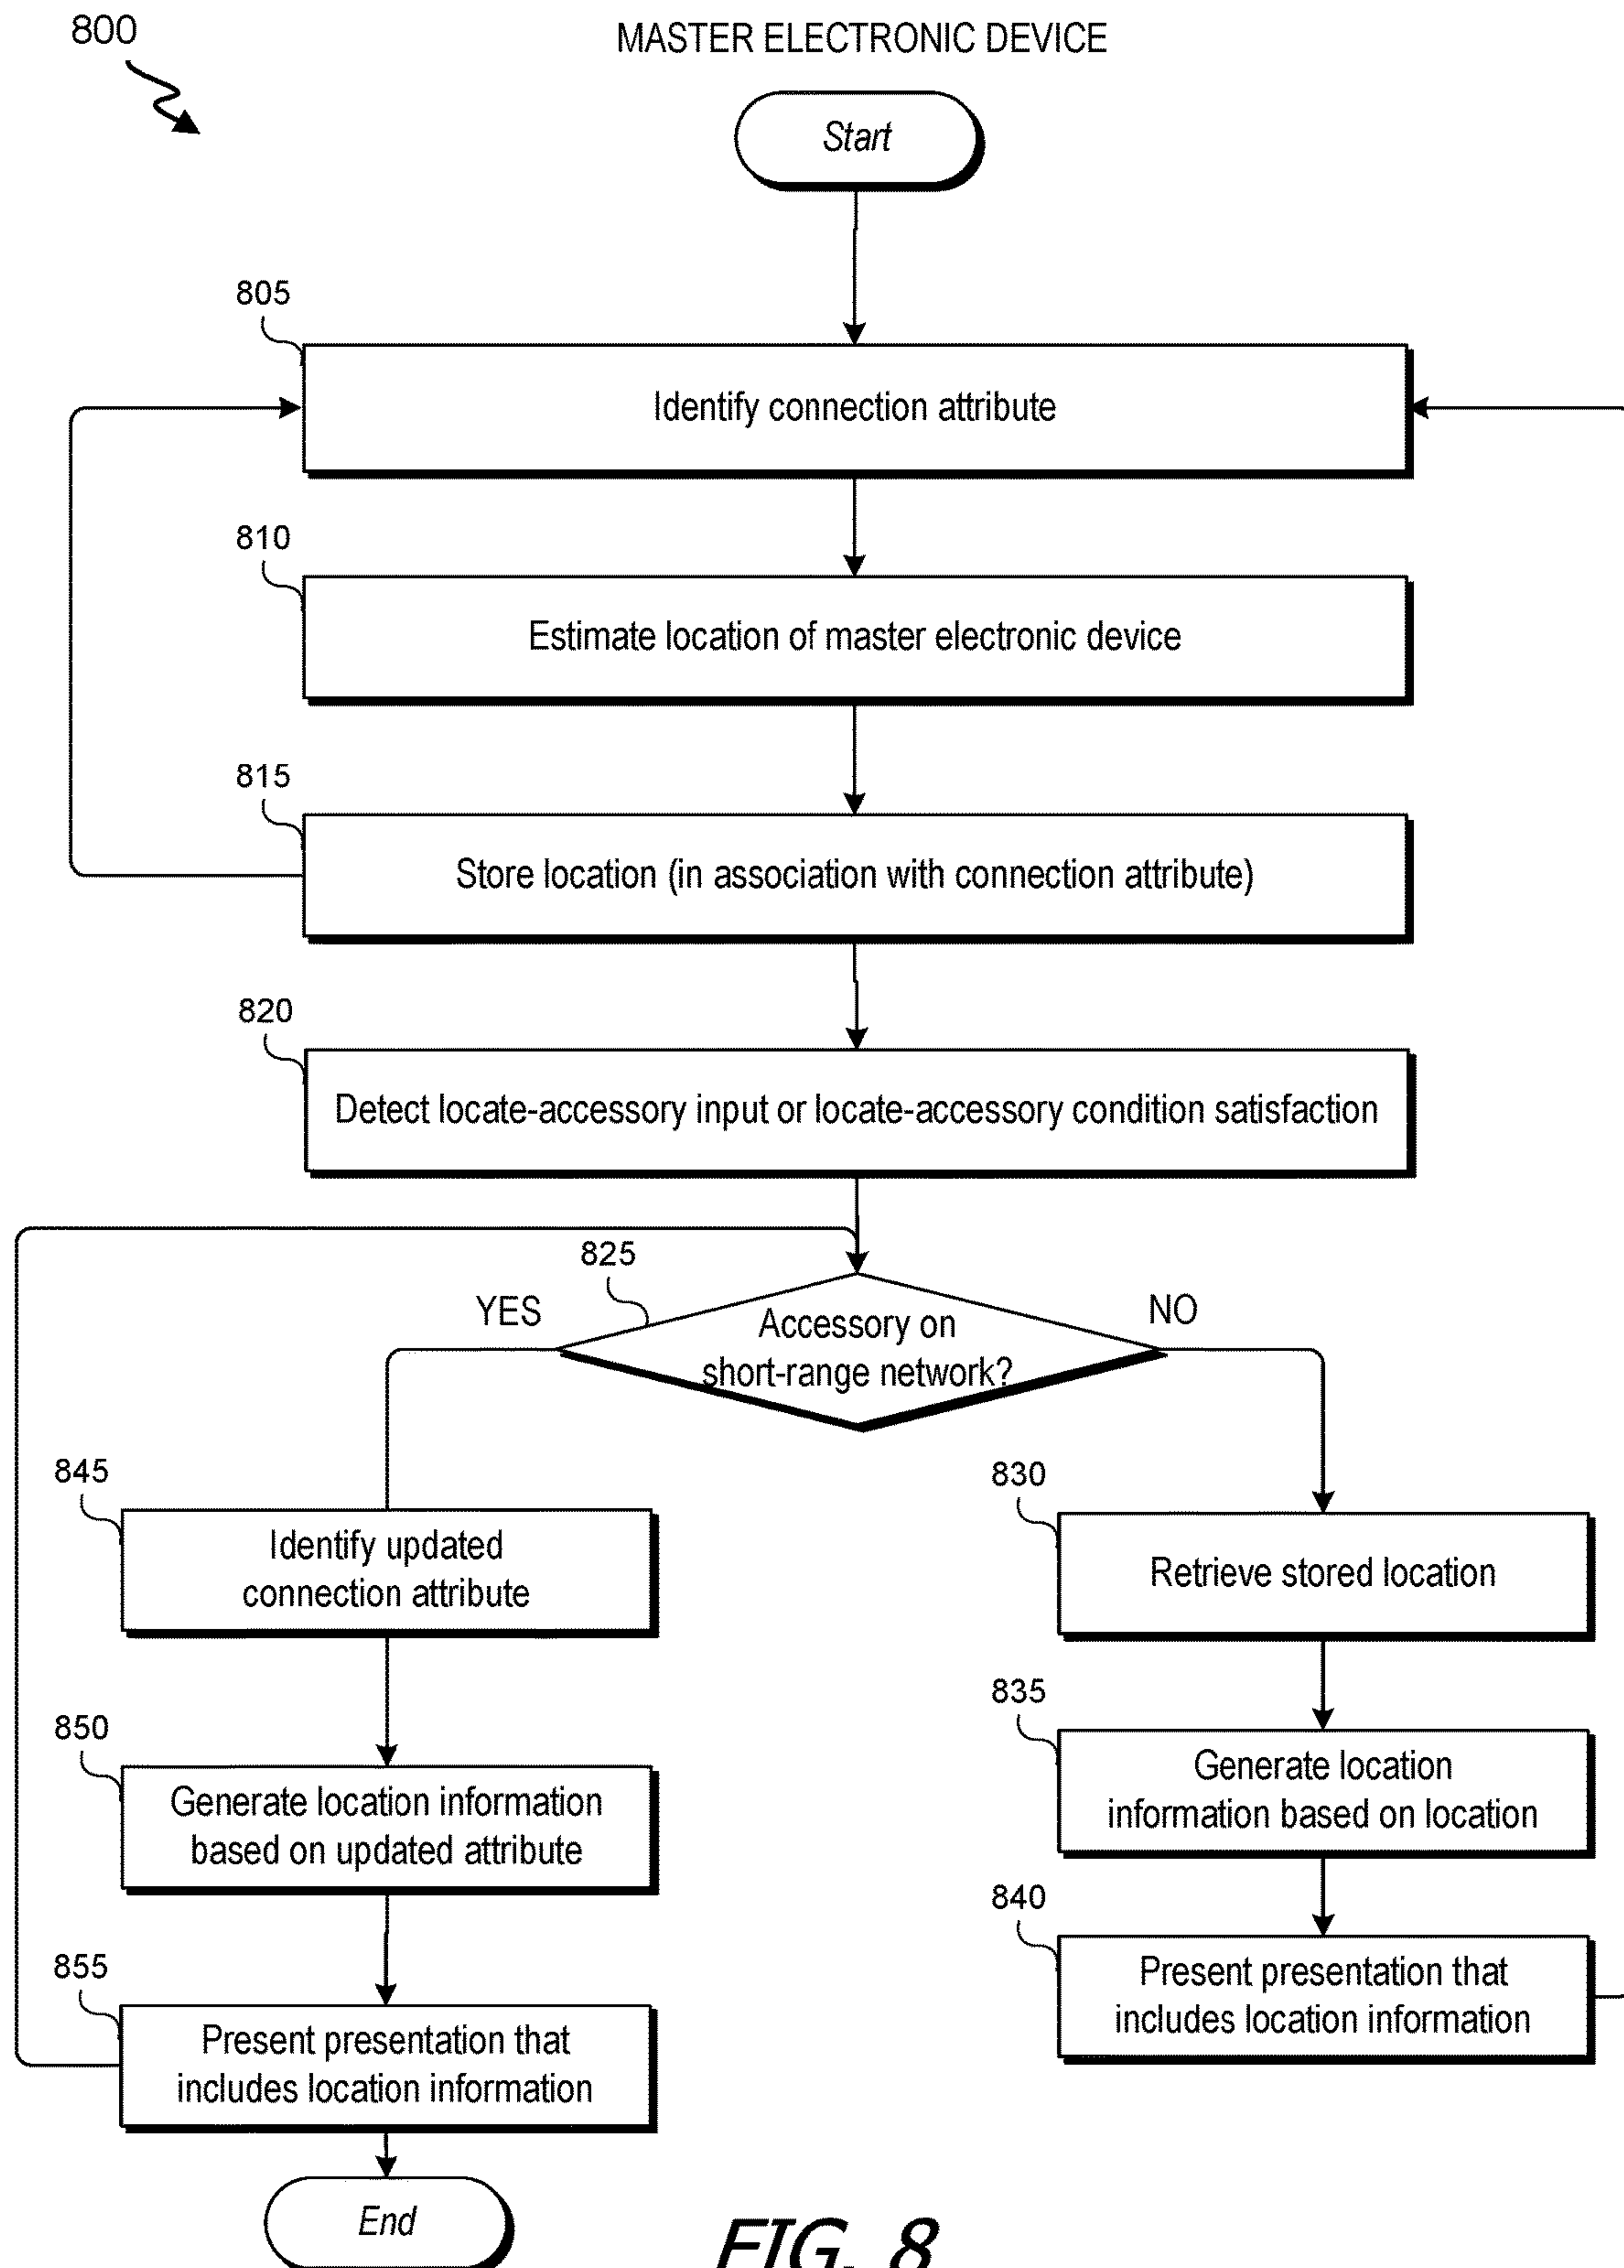 800
MASTER ELECTRONIC DEVICE
Start
805
Identify connection attribute
810
Estimate location of master electronic device
815
Store location (in association with connection attribute)
820
Detect locate-accessory input or locate-accessory condition satisfaction
825
YES
NO
Accessory on
short-range network?
845
Identify updated
connection attribute
830
Retrieve stored location
835
Generate location
information based on location
850
Generate location information
based on updated attribute
840
Present presentation that
includes location information
855
Present presentation that
includes location information
End
FIG. 8